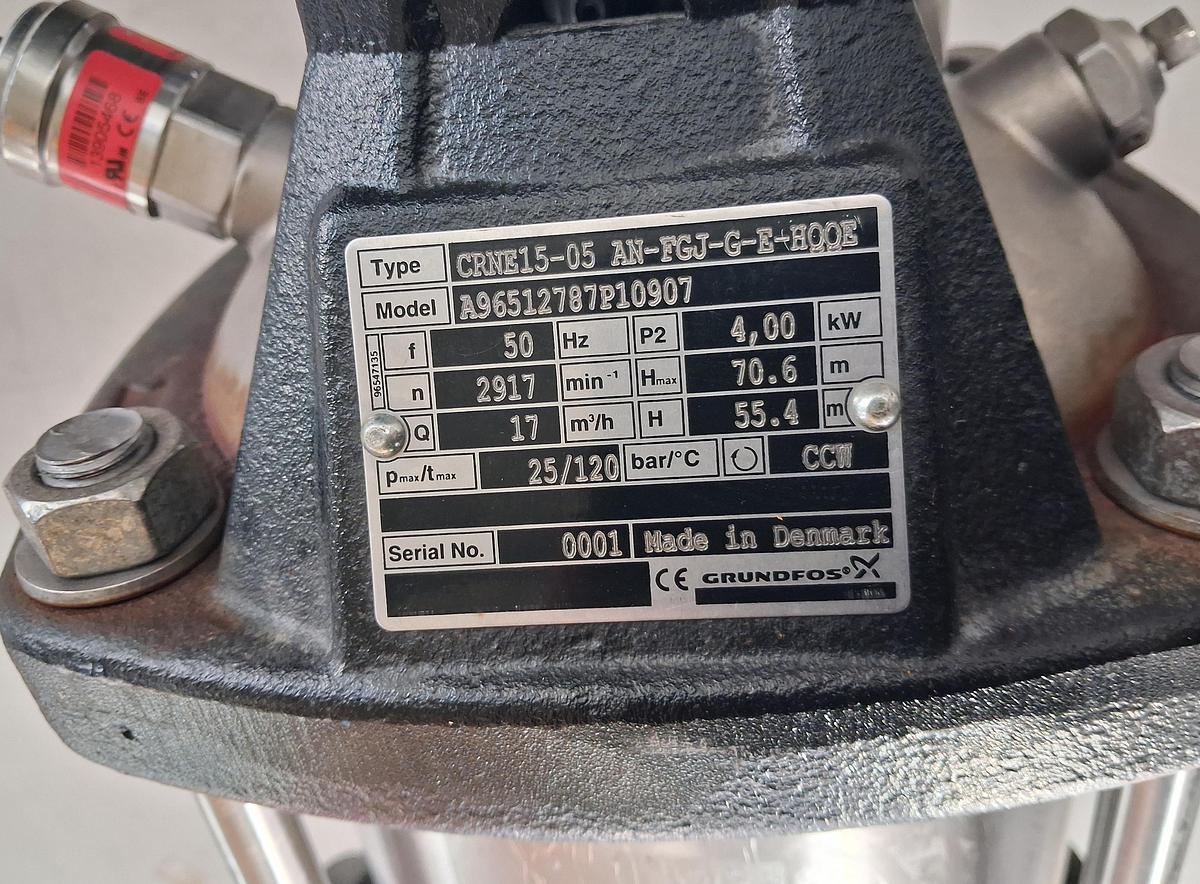 13905468
CE
Type CRNE15-05 AN-FGJ-G-E-HQQE
Model A96512787P10907
96547135
f 50 Hz P2 4,00 kW
n 2917 min⁻¹ Hmax 70.6 m
Q 17 m³/h H 55.4 m
pmax/tmax 25/120 bar/°C CCW
Serial No. 0001 Made in Denmark
CE GRUNDFOS®